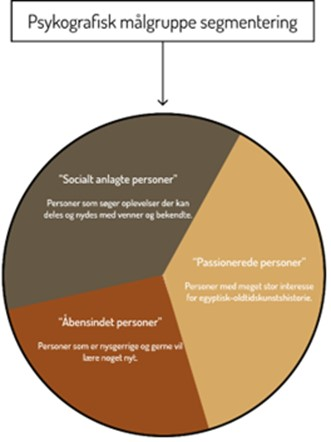 Psykografisk målgruppe segmentering
"Socialt anlagte personer"
Personer som søger oplevelser der kan
deles og nydes med venner og bekendte.
"Passionerede personer"
Personer med meget stor interesse
for egyptisk-oldtidskunstshistorie.
"Åbensindet personer"
Personer som er nysgerrige og gerne vil
lære noget nyt.